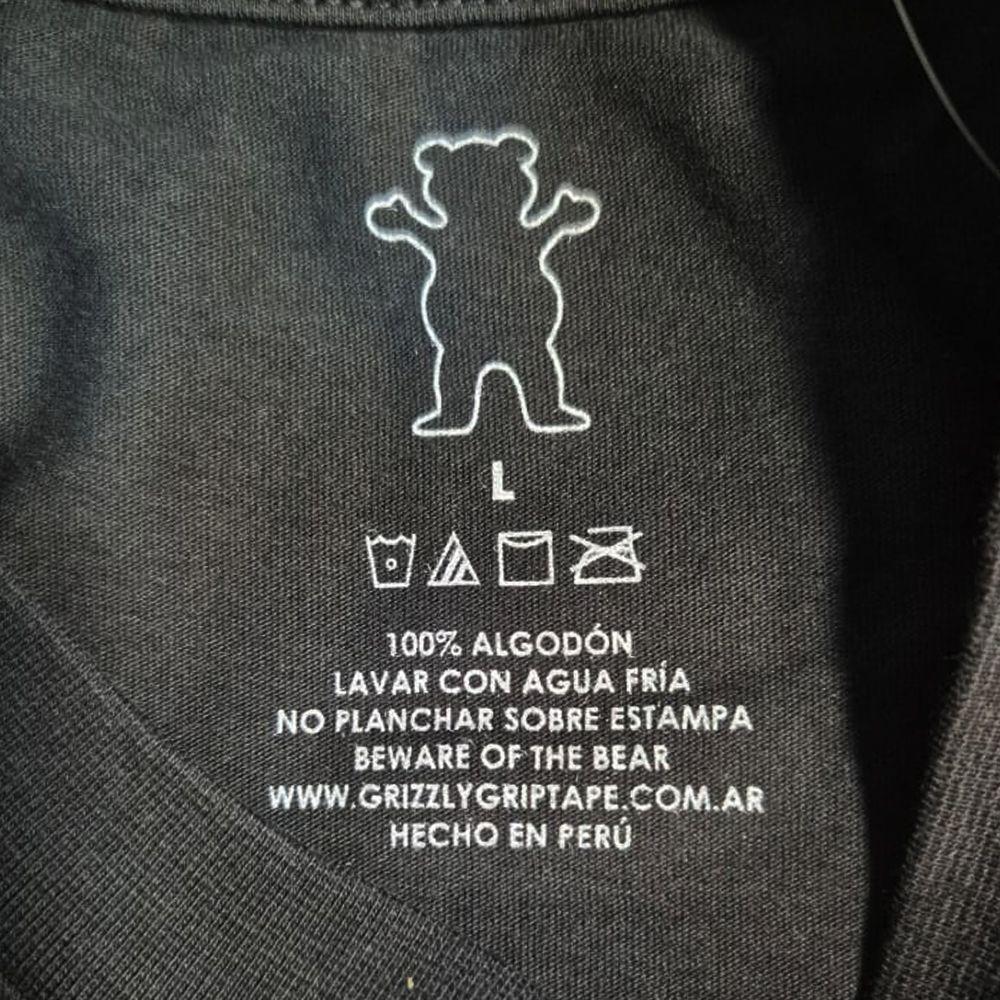 L
100% ALGODÓN
LAVAR CON AGUA FRÍA
NO PLANCHAR SOBRE ESTAMPA
BEWARE OF THE BEAR
WWW.GRIZZLYGRIPTAPE.COM.AR
HECHO EN PERÚ